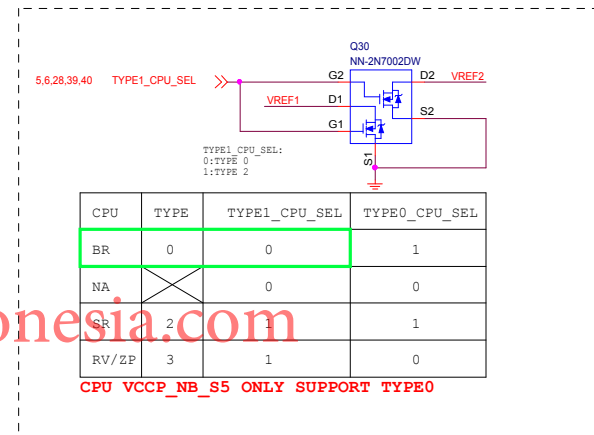 Q30
NN-2N7002DW
5,6,28,39,40 TYPE1_CPU_SEL G2 D2 VREF2
VREF1 D1
S2
G1
TYPE1_CPU_SEL:
0:TYPE 0
1:TYPE 2
S1
CPU TYPE TYPE1_CPU_SEL TYPE0_CPU_SEL
BR 0 0 1
NA 0 0
SR 2 1 1
RV/ZP 3 1 0
onesia.com
CPU VCCP_NB_S5 ONLY SUPPORT TYPE0